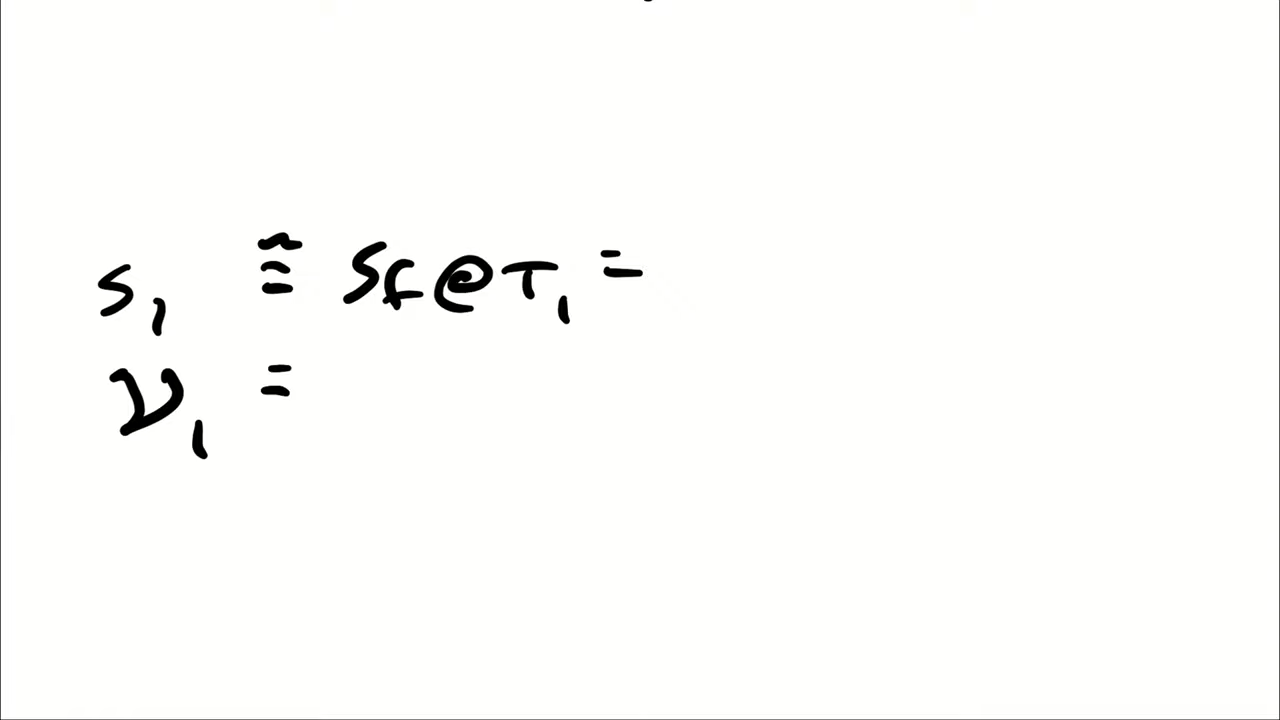 s₁ ≅ Sf@T₁ =
ν₁ =